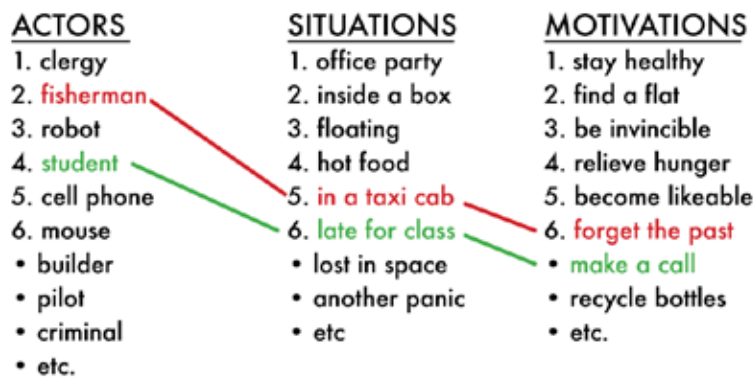 ACTORS
1. clergy
2. fisherman
3. robot
4. student
5. cell phone
6. mouse
• builder
• pilot
• criminal
• etc.
SITUATIONS
1. office party
2. inside a box
3. floating
4. hot food
5. in a taxi cab
6. late for class
• lost in space
• another panic
• etc
MOTIVATIONS
1. stay healthy
2. find a flat
3. be invincible
4. relieve hunger
5. become likeable
6. forget the past
• make a call
• recycle bottles
• etc.